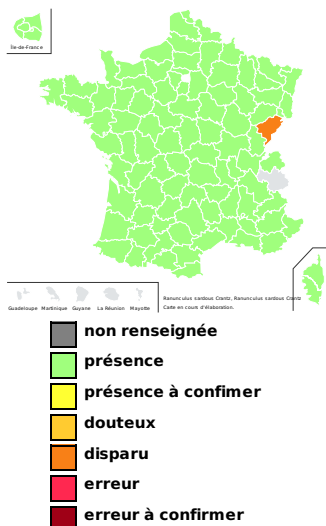 Île-de-France
Guadeloupe Martinique Guyane La Réunion Mayotte
Ranunculus sardous Crantz, Ranunculus sardous Crantz
Carte en cours d'élaboration.
non renseignée
présence
présence à confimer
douteux
disparu
erreur
erreur à confirmer